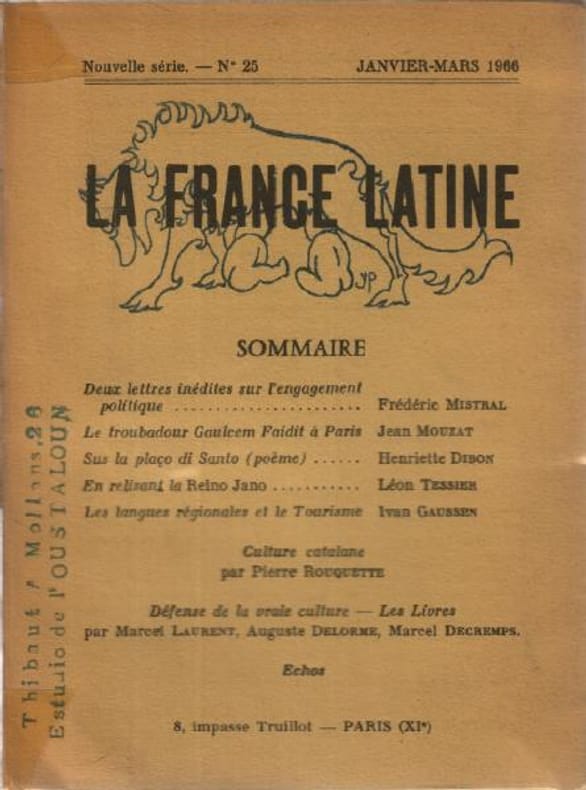 Nouvelle série. — N° 25 JANVIER-MARS 1966
LA FRANCE LATINE
JP
SOMMAIRE
Deux lettres inédites sur l'engagement
politique ........................ Frédéric MISTRAL
Le troubadour Gaulcem Faidit à Paris Jean MOUZAT
Sus la plaço di Santo (poème) ...... Henriette DIBON
En relisant la Reino Jano ........... Léon TESSIER
Les langues régionales et le Tourisme Ivan GAUSSEN
Culture catalane
par Pierre ROUQUETTE
Défense de la vraie culture — Les Livres
par Marcel LAURENT, Auguste DELORME, Marcel DECREMPS.
Echos
8, impasse Truillot — PARIS (XIe)
Thibaut / Mollans.26
Estudio de l'OUSTALOUN